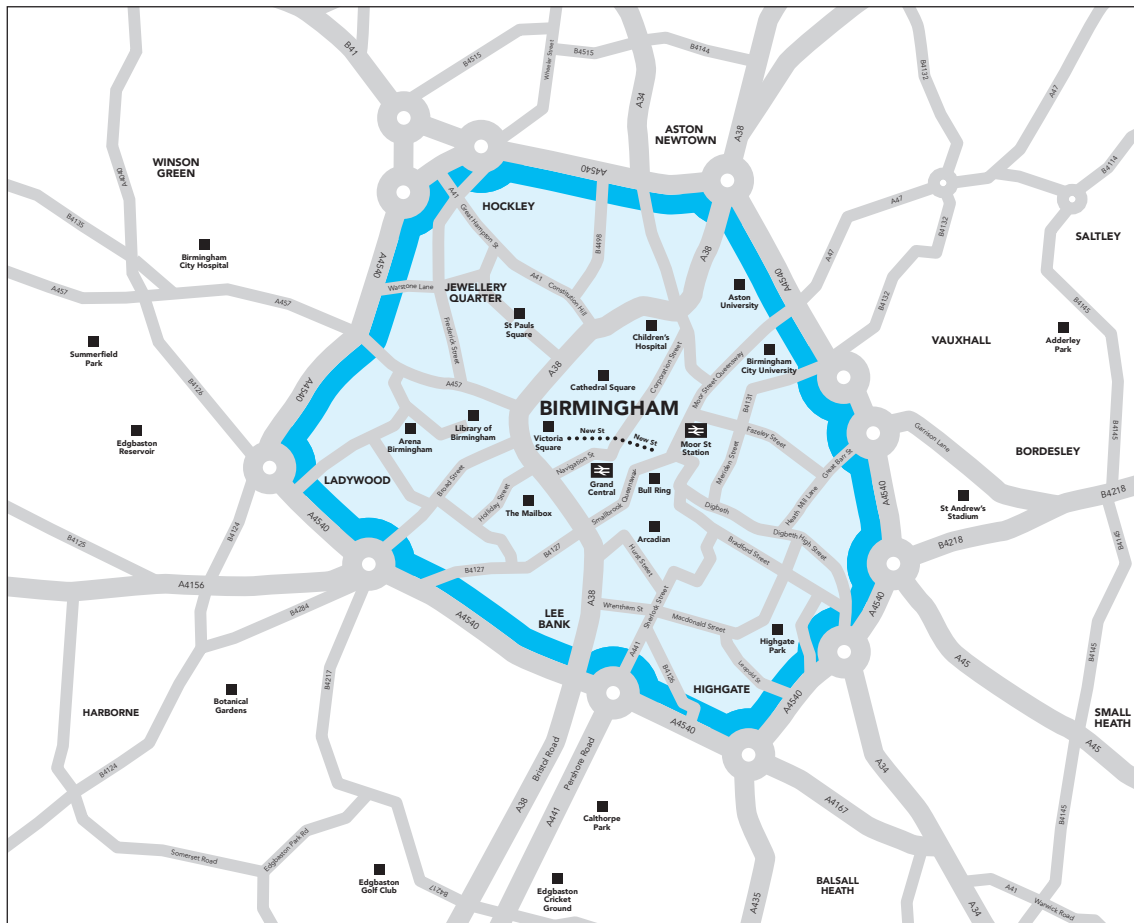 B41
B4515
Wheeler Street
B4515
B4144
A34
A38
B4132
A47
B4114
ASTON
NEWTOWN
WINSON
GREEN
A4040
B4135
A4540
A41
HOCKLEY
Great Hampton St
B4498
A38
A47
B4132
SALTLEY
Birmingham
City Hospital
A4540
A457
A457
Warstone Lane
JEWELLERY
QUARTER
A41
Constitution Hill
Aston
University
A4540
A47
B4132
B4145
St Pauls
Square
Frederick Street
Children's
Hospital
Corporation Street
Moor Street Queensway
Summerfield
Park
VAUXHALL
Adderley
Park
Birmingham
City University
B4126
A4540
A38
A457
Cathedral Square
B4131
BIRMINGHAM
Edgbaston
Reservoir
Arena
Birmingham
Library of
Birmingham
Victoria
Square
New St
New St
Moor St
Station
Fazeley Street
Garrison Lane
B4145
BORDESLEY
Great Barr St
Meriden Street
Navigation St
Grand
Central
Bull Ring
LADYWOOD
Broad Street
Holliday Street
The Mailbox
Smallbrook Queensway
Heath Mill Lane
A4540
B4218
St Andrew's
Stadium
Digbeth
Arcadian
Digbeth High Street
Bradford Street
B4218
B4145
B4124
A4540
B4125
B4127
B4127
Hurst Street
A4156
B4284
A38
Wrentham St
Macdonald Street
Sherlock Street
A4540
LEE
BANK
A4540
Highgate
Park
A441
B4126
Leopold St
HIGHGATE
A4540
A45
B4145
B4217
Botanical
Gardens
HARBORNE
A4540
SMALL
HEATH
A45
Bristol Road
Pershore Road
B4124
A38
A441
A34
A4167
Calthorpe
Park
B4145
Somerset Road
Edgbaston Park Rd
Edgbaston
Golf Club
B4217
Edgbaston
Cricket
Ground
A435
BALSALL
HEATH
A34
A41
Warwick Road